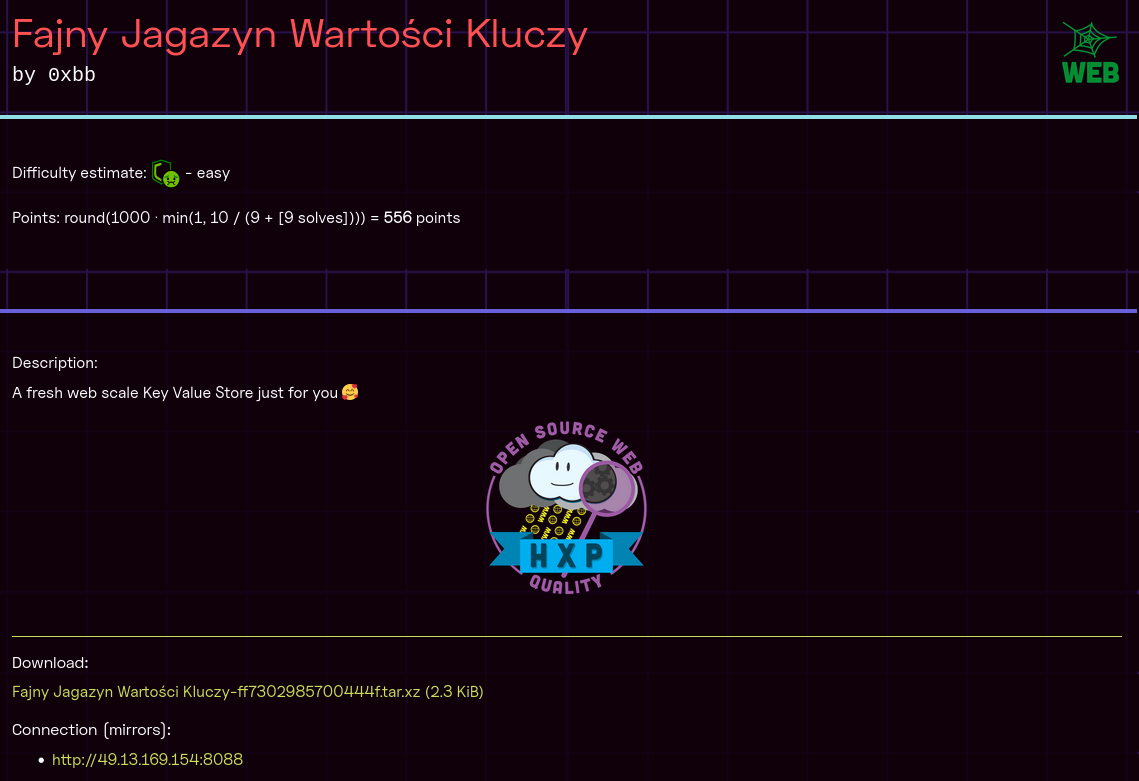 Fajny Jagazyn Wartości Kluczy
by 0xbb
WEB
Difficulty estimate: - easy
Points: round(1000 · min(1, 10 / (9 + [9 solves]))) = 556 points
Description:
A fresh web scale Key Value Store just for you 🥰
OPEN SOURCE WEB
HXP
QUALITY
Download:
Fajny Jagazyn Wartości Kluczy-ff7302985700444f.tar.xz (2.3 KiB)
Connection (mirrors):
• http://49.13.169.154:8088